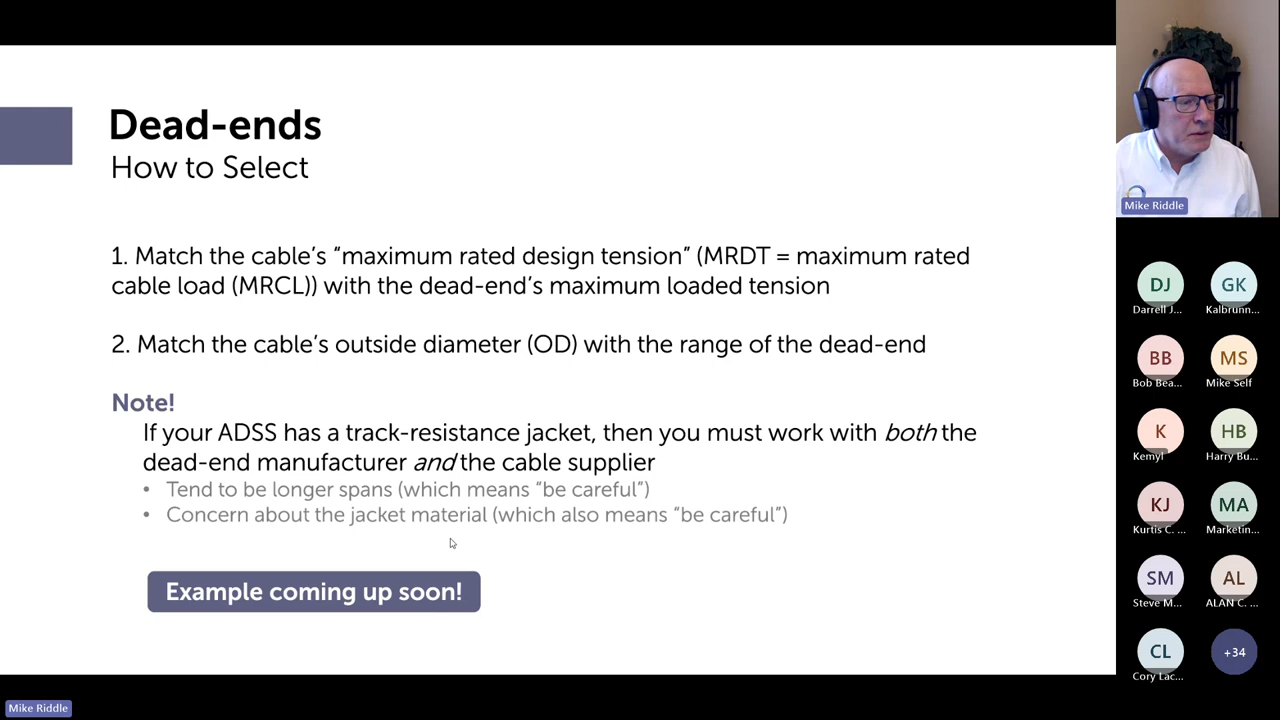 Dead-ends
How to Select
1. Match the cable’s “maximum rated design tension” (MRDT = maximum rated
cable load (MRCL)) with the dead-end’s maximum loaded tension
2. Match the cable’s outside diameter (OD) with the range of the dead-end
Note!
If your ADSS has a track-resistance jacket, then you must work with both the
dead-end manufacturer and the cable supplier
• Tend to be longer spans (which means “be careful”)
• Concern about the jacket material (which also means “be careful”)
Example coming up soon!
Mike Riddle
DJ
GK
Darrell J...
Kalbrunn...
BB
MS
Bob Bea...
Mike Self
K
HB
Kemyl
Harry Bu...
KJ
MA
Kurtis C. ...
Marketin...
SM
AL
Steve M...
ALAN C. ...
CL
+34
Cory Lac...
Mike Riddle